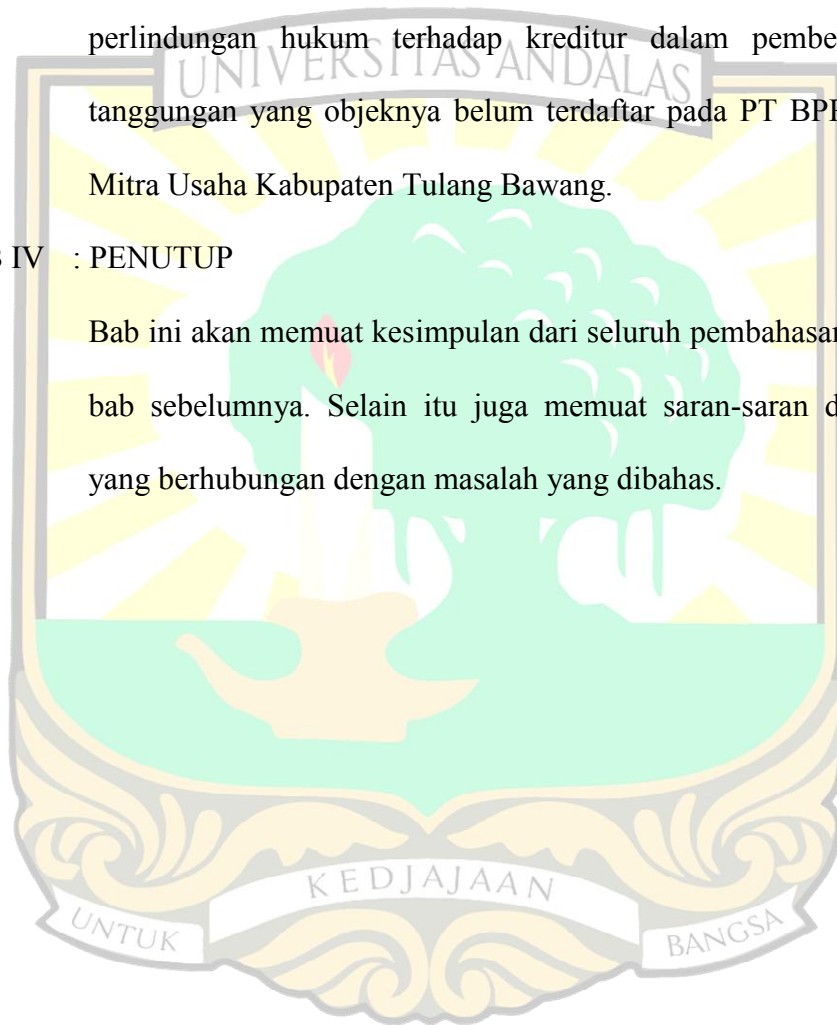 perlindungan hukum terhadap kreditur dalam pembe
UNIVERSITAS ANDALAS
tanggungan yang objeknya belum terdaftar pada PT
Mitra Usaha Kabupaten Tulang Bawang.
IV : PENUTUP
Bab ini akan memuat kesimpulan dari seluruh pembahasan
bab sebelumnya. Selain itu juga memuat saran-saran
yang berhubungan dengan masalah yang dibahas.
KEDJAJAAN
UNTUK
BANGSA